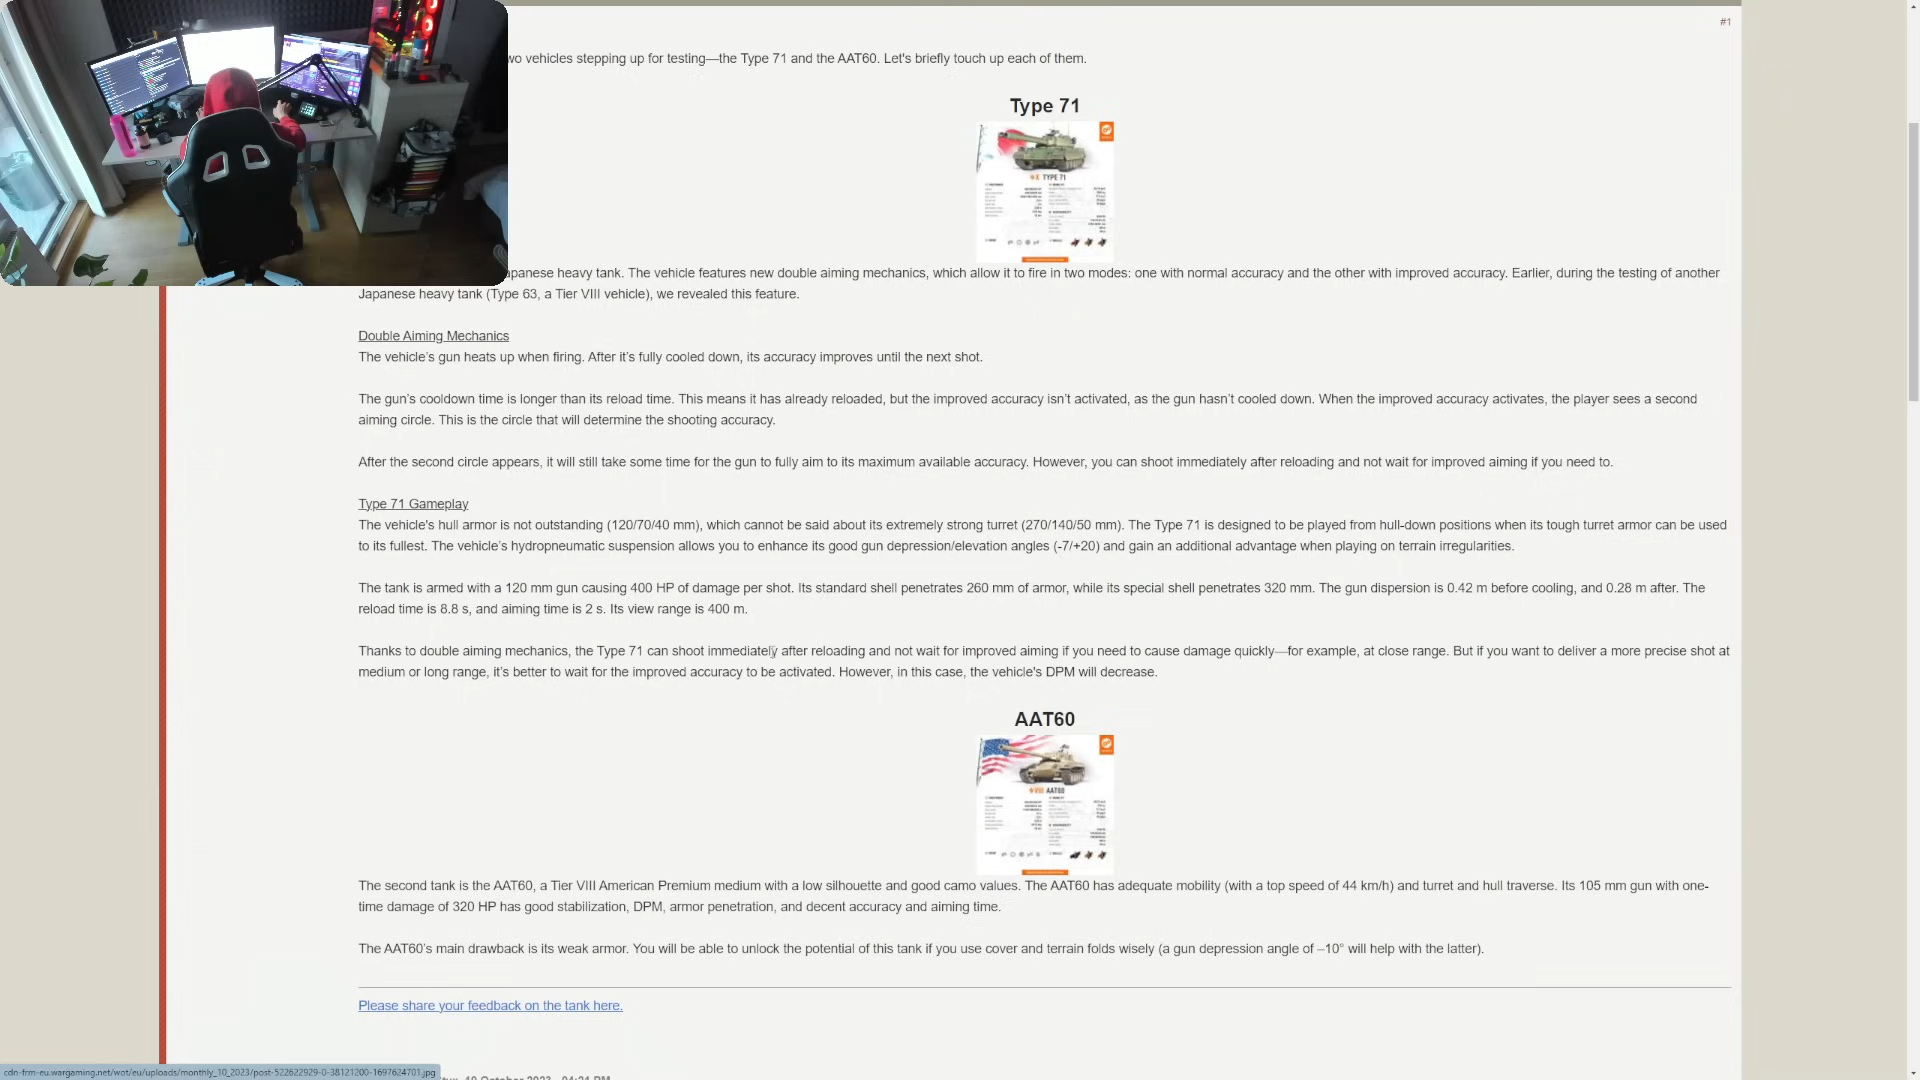 #1
wo vehicles stepping up for testing—the Type 71 and the AAT60. Let's briefly touch up each of them.
Type 71
TYPE 71
apanese heavy tank. The vehicle features new double aiming mechanics, which allow it to fire in two modes: one with normal accuracy and the other with improved accuracy. Earlier, during the testing of another
Japanese heavy tank (Type 63, a Tier VIII vehicle), we revealed this feature.
Double Aiming Mechanics
The vehicle's gun heats up when firing. After it's fully cooled down, its accuracy improves until the next shot.
The gun's cooldown time is longer than its reload time. This means it has already reloaded, but the improved accuracy isn't activated, as the gun hasn't cooled down. When the improved accuracy activates, the player sees a second
aiming circle. This is the circle that will determine the shooting accuracy.
After the second circle appears, it will still take some time for the gun to fully aim to its maximum available accuracy. However, you can shoot immediately after reloading and not wait for improved aiming if you need to.
Type 71 Gameplay
The vehicle's hull armor is not outstanding (120/70/40 mm), which cannot be said about its extremely strong turret (270/140/50 mm). The Type 71 is designed to be played from hull-down positions when its tough turret armor can be used
to its fullest. The vehicle's hydropneumatic suspension allows you to enhance its good gun depression/elevation angles (-7/+20) and gain an additional advantage when playing on terrain irregularities.
The tank is armed with a 120 mm gun causing 400 HP of damage per shot. Its standard shell penetrates 260 mm of armor, while its special shell penetrates 320 mm. The gun dispersion is 0.42 m before cooling, and 0.28 m after. The
reload time is 8.8 s, and aiming time is 2 s. Its view range is 400 m.
Thanks to double aiming mechanics, the Type 71 can shoot immediately after reloading and not wait for improved aiming if you need to cause damage quickly—for example, at close range. But if you want to deliver a more precise shot at
medium or long range, it's better to wait for the improved accuracy to be activated. However, in this case, the vehicle's DPM will decrease.
AAT60
VIII AAT60
The second tank is the AAT60, a Tier VIII American Premium medium with a low silhouette and good camo values. The AAT60 has adequate mobility (with a top speed of 44 km/h) and turret and hull traverse. Its 105 mm gun with one-
time damage of 320 HP has good stabilization, DPM, armor penetration, and decent accuracy and aiming time.
The AAT60's main drawback is its weak armor. You will be able to unlock the potential of this tank if you use cover and terrain folds wisely (a gun depression angle of –10° will help with the latter).
Please share your feedback on the tank here.
cdn-frm-eu.wargaming.net/wot/eu/uploads/monthly_10_2023/post-522622929-0-38121200-1697624701.jpg